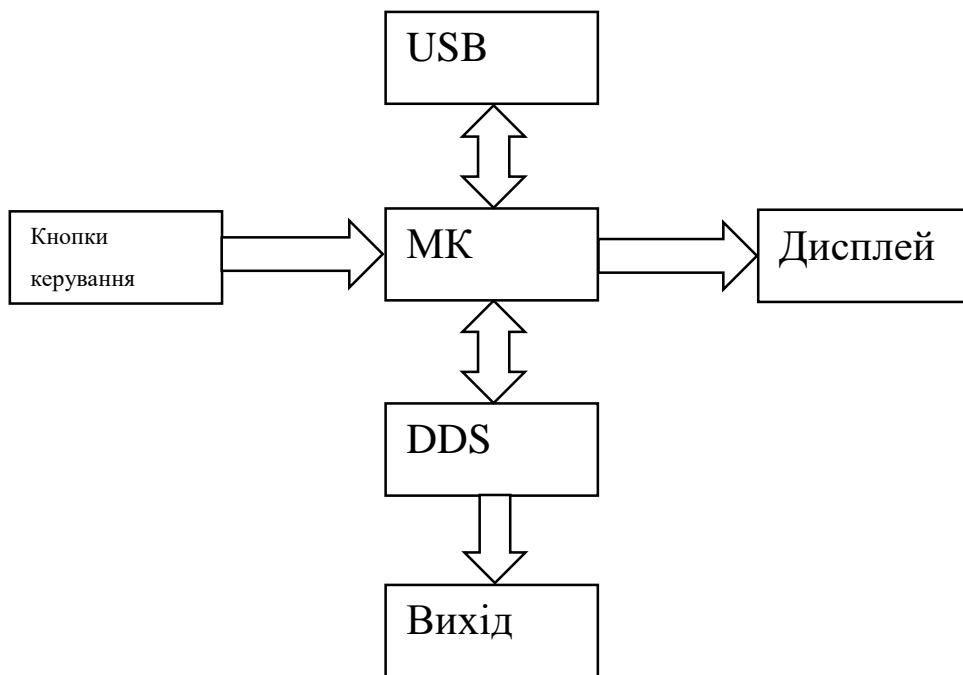 USB
Кнопки
керування
МК
Дисплей
DDS
Вихід